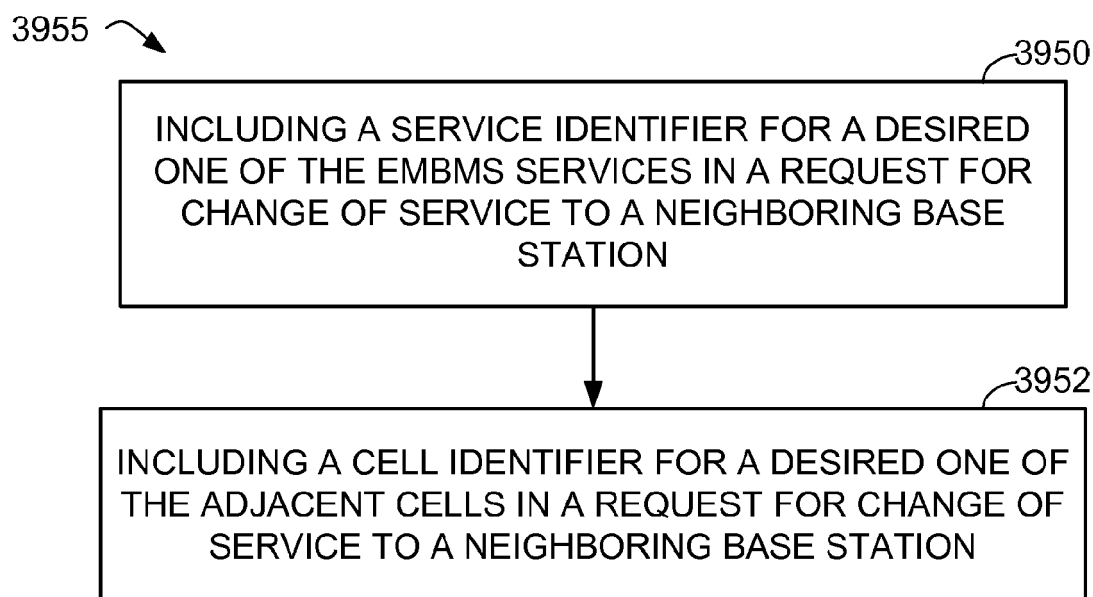 3955
3950
INCLUDING A SERVICE IDENTIFIER FOR A DESIRED
ONE OF THE EMBMS SERVICES IN A REQUEST FOR
CHANGE OF SERVICE TO A NEIGHBORING BASE
STATION
3952
INCLUDING A CELL IDENTIFIER FOR A DESIRED ONE OF
THE ADJACENT CELLS IN A REQUEST FOR CHANGE OF
SERVICE TO A NEIGHBORING BASE STATION